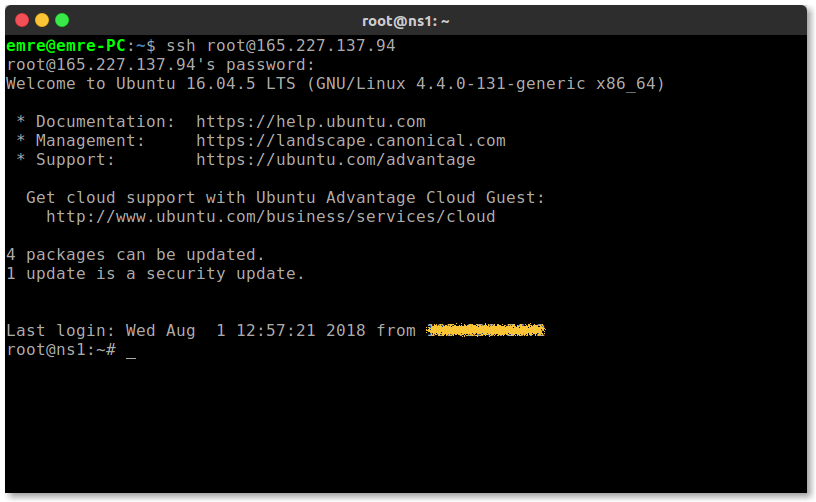 root@ns1: ~
emre@emre-PC:~$ ssh root@165.227.137.94
root@165.227.137.94's password:
Welcome to Ubuntu 16.04.5 LTS (GNU/Linux 4.4.0-131-generic x86_64)
* Documentation:  https://help.ubuntu.com
* Management:     https://landscape.canonical.com
* Support:        https://ubuntu.com/advantage
Get cloud support with Ubuntu Advantage Cloud Guest:
http://www.ubuntu.com/business/services/cloud
4 packages can be updated.
1 update is a security update.
Last login: Wed Aug  1 12:57:21 2018 from
root@ns1:~# _